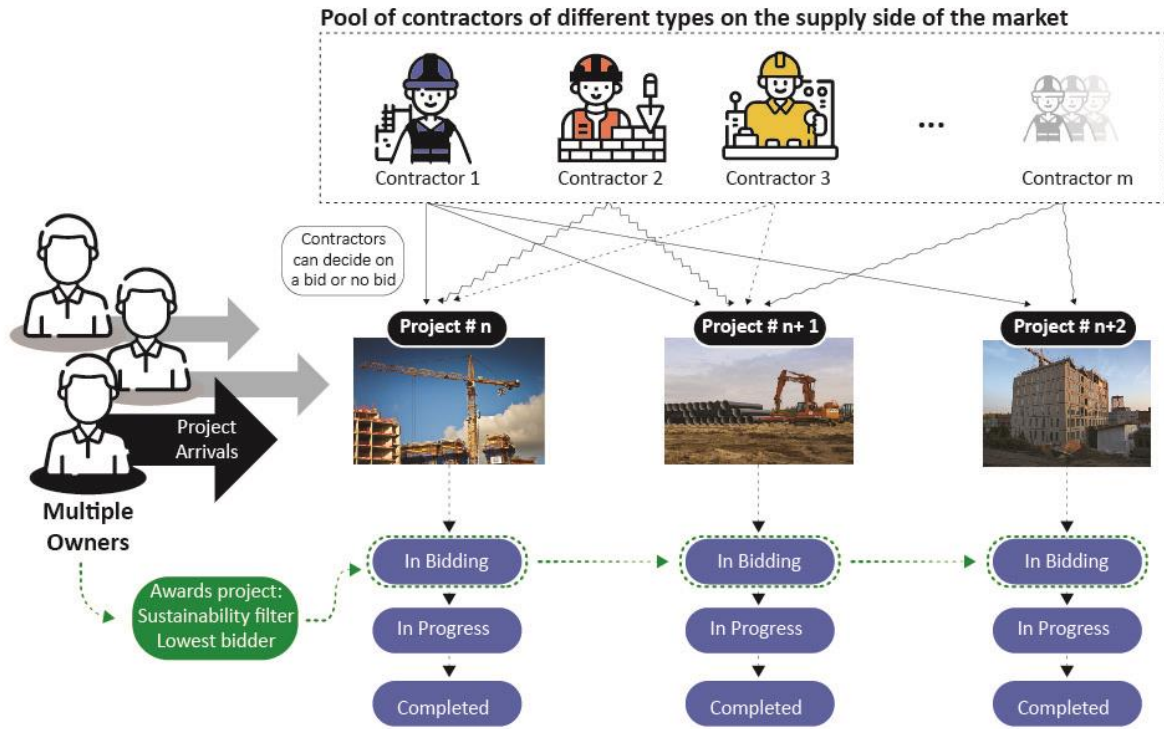 Pool of contractors of different types on the supply side of the market
...
Contractor 1
Contractor 2
Contractor 3
Contractor m
Contractors
can decide on
a bid or no bid
Project # n
Project # n+ 1
Project # n+2
Project
Arrivals
Multiple
Owners
Awards project:
Sustainability filter
Lowest bidder
In Bidding
In Bidding
In Bidding
In Progress
In Progress
In Progress
Completed
Completed
Completed